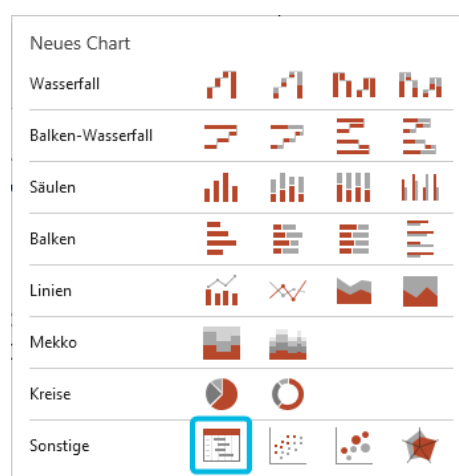 Neues Chart
Wasserfall
Balken-Wasserfall
Säulen
Balken
Linien
Mekko
Kreise
Sonstige